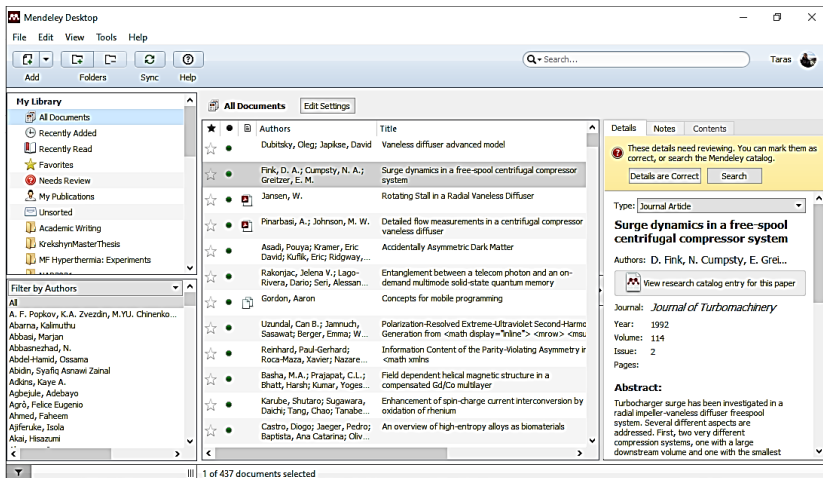 Mendeley Desktop
File Edit View Tools Help
Search...
Taras
Add Folders Sync Help
My Library
All Documents
Recently Added
Recently Read
Favorites
Needs Review
My Publications
Unsorted
Academic Writing
KrekshynMasterThesis
MF Hyperthermia: Experiments
Filter by Authors
All
A. F. Popkov, K.A. Zvezdin, M.YU. Chinenko...
Abarna, Kalimuthu
Abbasi, Marjan
Abbasnezhad, N.
Abdel-Hamid, Ossama
Abidin, Syafiq Asnawi Zainal
Adkins, Kaye A.
Agbejule, Adebayo
Agrò, Felice Eugenio
Ahmed, Faheem
Ajiferuke, Isola
Akai, Hisazumi
All Documents Edit Settings
Authors Title
Dubitsky, Oleg; Japikse, David Vaneless diffuser advanced model
Fink, D. A.; Cumpsty, N. A.; Surge dynamics in a free-spool centrifugal compressor
Greitzer, E. M. system
Jansen, W. Rotating Stall in a Radial Vaneless Diffuser
Pinarbasi, A.; Johnson, M. W. Detailed flow measurements in a centrifugal compressor
vaneless diffuser
Asadi, Pouya; Kramer, Eric Accidentally Asymmetric Dark Matter
David; Kuflik, Eric; Ridgway,...
Rakonjac, Jelena V.; Lago- Entanglement between a telecom photon and an on-
Rivera, Dario; Seri, Alessan... demand multimode solid-state quantum memory
Gordon, Aaron Concepts for mobile programming
Uzundal, Can B.; Jamnuch, Polarization-Resolved Extreme-Ultraviolet Second-Harmo
Sasawat; Berger, Emma; W... Generation from <math display="inline"> <mrow> <msu
Reinhard, Paul-Gerhard; Information Content of the Parity-Violating Asymmetry ir
Roca-Maza, Xavier; Nazare... <math xmlns
Basha, M.A.; Prajapat, C.L.; Field dependent helical magnetic structure in a
Bhatt, Harsh; Kumar, Yoges... compensated Gd/Co multilayer
Karube, Shutaro; Sugawara, Enhancement of spin-charge current interconversion by
Daichi; Tang, Chao; Tanabe... oxidation of rhenium
Castro, Diogo; Jaeger, Pedro; An overview of high-entropy alloys as biomaterials
Baptista, Ana Catarina; Oliv...
Details Notes Contents
These details need reviewing. You can mark them as
correct, or search the Mendeley catalog.
Details are Correct Search
Type: Journal Article
Surge dynamics in a free-spool
centrifugal compressor system
Authors: D. Fink, N. Cumpsty, E. Grei...
View research catalog entry for this paper
Journal: Journal of Turbomachinery
Year: 1992
Volume: 114
Issue: 2
Pages:
Abstract:
Turbocharger surge has been investigated in a
radial impeller-vaneless diffuser freespool
system. Several different aspects are
addressed. First, two very different
compression systems, one with a large
downstream volume and one with the smallest
1 of 437 documents selected